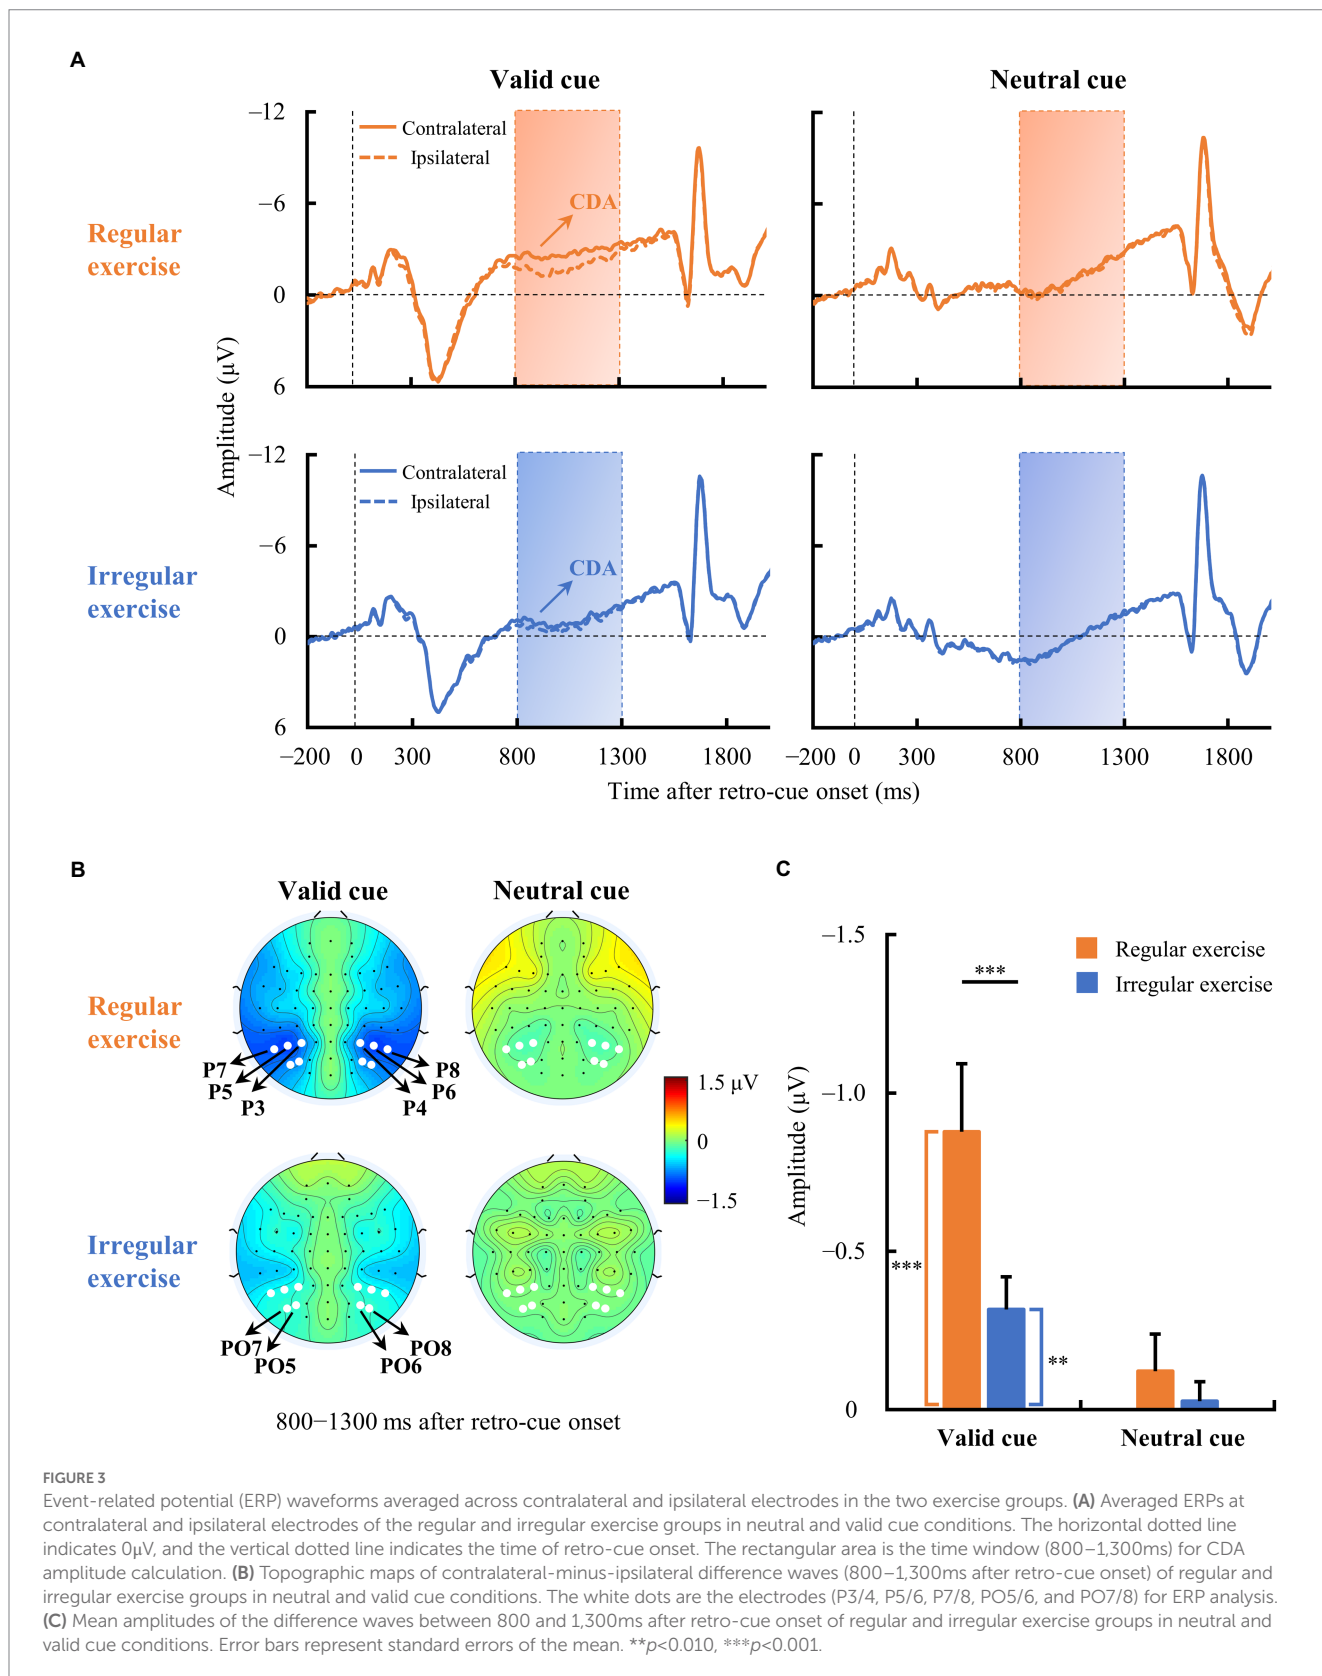 A
Valid cue
Neutral cue
Regular
exercise
−12
−6
0
6
Contralateral
Ipsilateral
CDA
Amplitude (μV)
Irregular
exercise
−12
−6
0
6
Contralateral
Ipsilateral
CDA
−200 0 300 800 1300 1800
−200 0 300 800 1300 1800
Time after retro-cue onset (ms)
B
Valid cue
Neutral cue
Regular
exercise
P7
P5
P3
P8
P6
P4
1.5 μV
0
−1.5
Irregular
exercise
PO7
PO5
PO8
PO6
800−1300 ms after retro-cue onset
C
−1.5
−1.0
−0.5
0
Amplitude (μV)
Regular exercise
Irregular exercise
***
***
**
Valid cue
Neutral cue
FIGURE 3
Event-related potential (ERP) waveforms averaged across contralateral and ipsilateral electrodes in the two exercise groups. (A) Averaged ERPs at
contralateral and ipsilateral electrodes of the regular and irregular exercise groups in neutral and valid cue conditions. The horizontal dotted line
indicates 0μV, and the vertical dotted line indicates the time of retro-cue onset. The rectangular area is the time window (800–1,300ms) for CDA
amplitude calculation. (B) Topographic maps of contralateral-minus-ipsilateral difference waves (800–1,300ms after retro-cue onset) of regular and
irregular exercise groups in neutral and valid cue conditions. The white dots are the electrodes (P3/4, P5/6, P7/8, PO5/6, and PO7/8) for ERP analysis.
(C) Mean amplitudes of the difference waves between 800 and 1,300ms after retro-cue onset of regular and irregular exercise groups in neutral and
valid cue conditions. Error bars represent standard errors of the mean. **p<0.010, ***p<0.001.